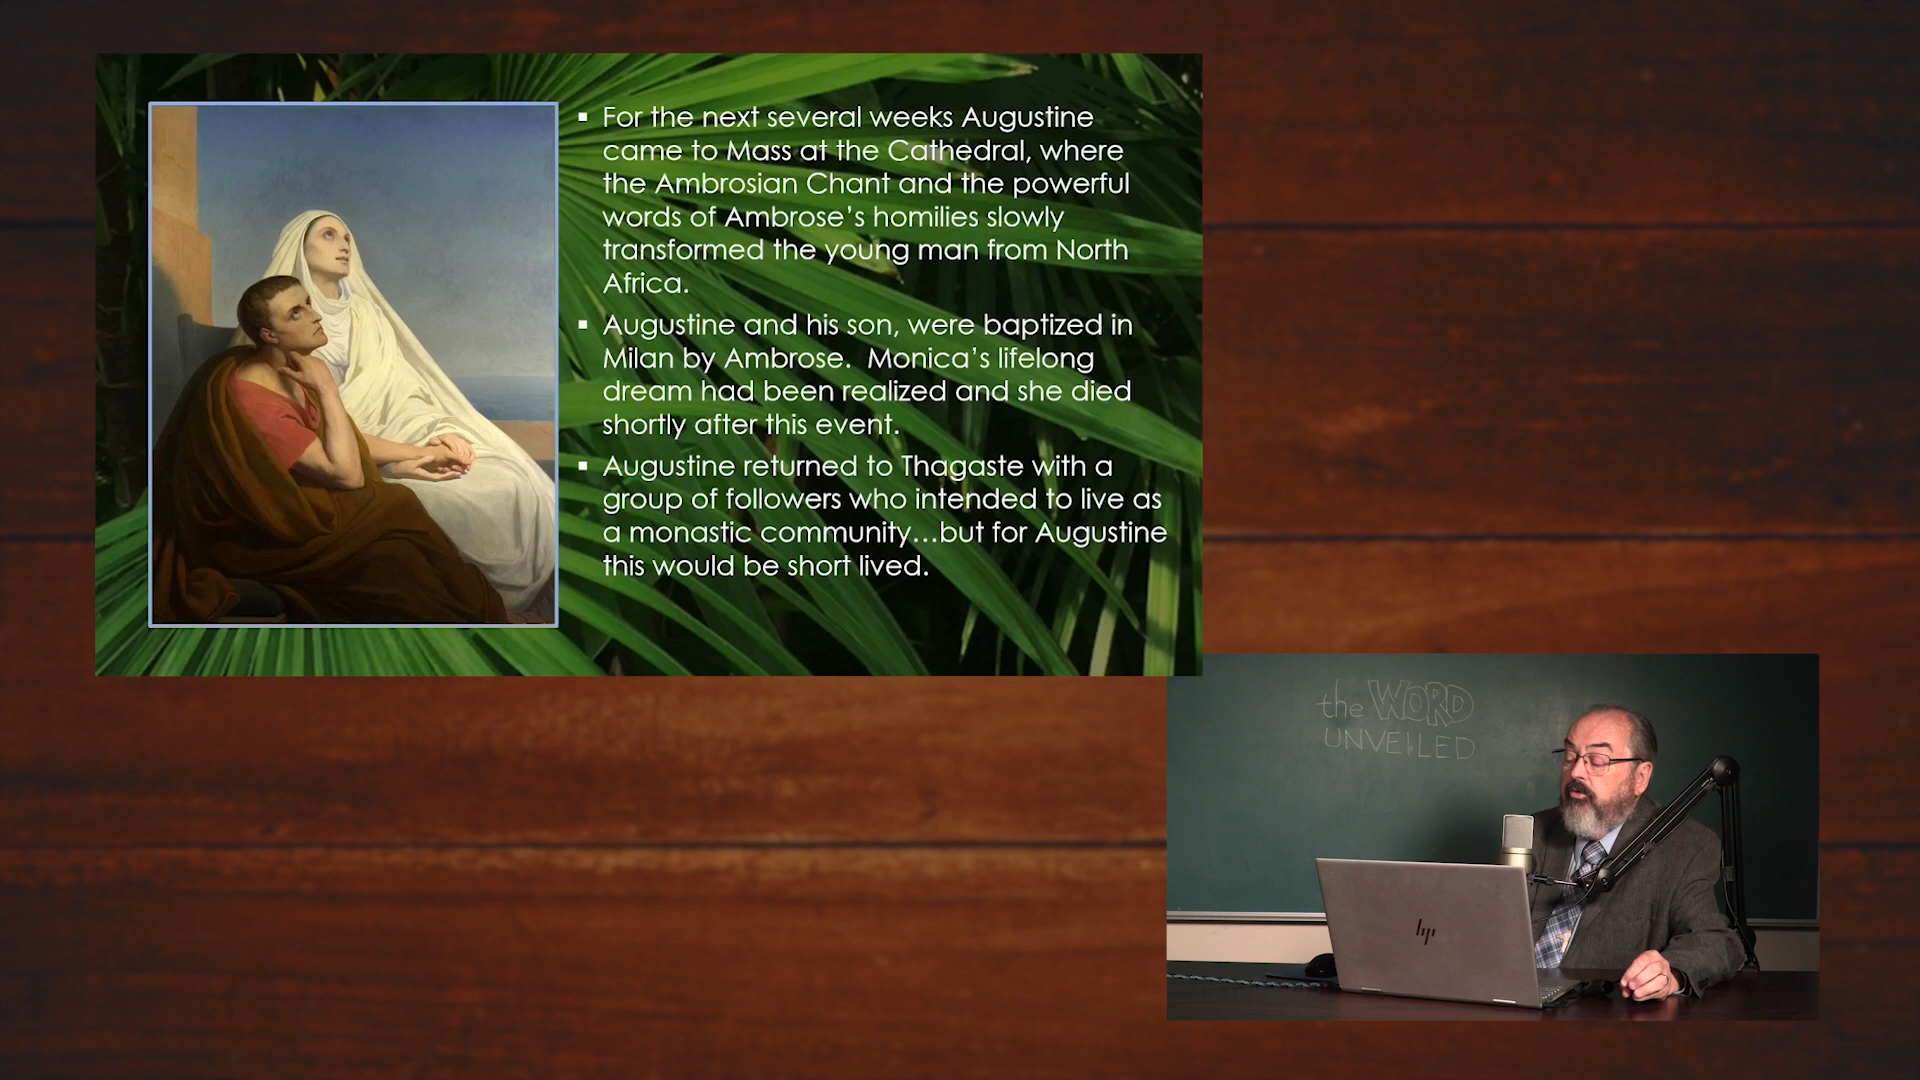 ▪ For the next several weeks Augustine
came to Mass at the Cathedral, where
the Ambrosian Chant and the powerful
words of Ambrose’s homilies slowly
transformed the young man from North
Africa.
▪ Augustine and his son, were baptized in
Milan by Ambrose.  Monica’s lifelong
dream had been realized and she died
shortly after this event.
▪ Augustine returned to Thagaste with a
group of followers who intended to live as
a monastic community…but for Augustine
this would be short lived.
the WORD
UNVEILED
hp